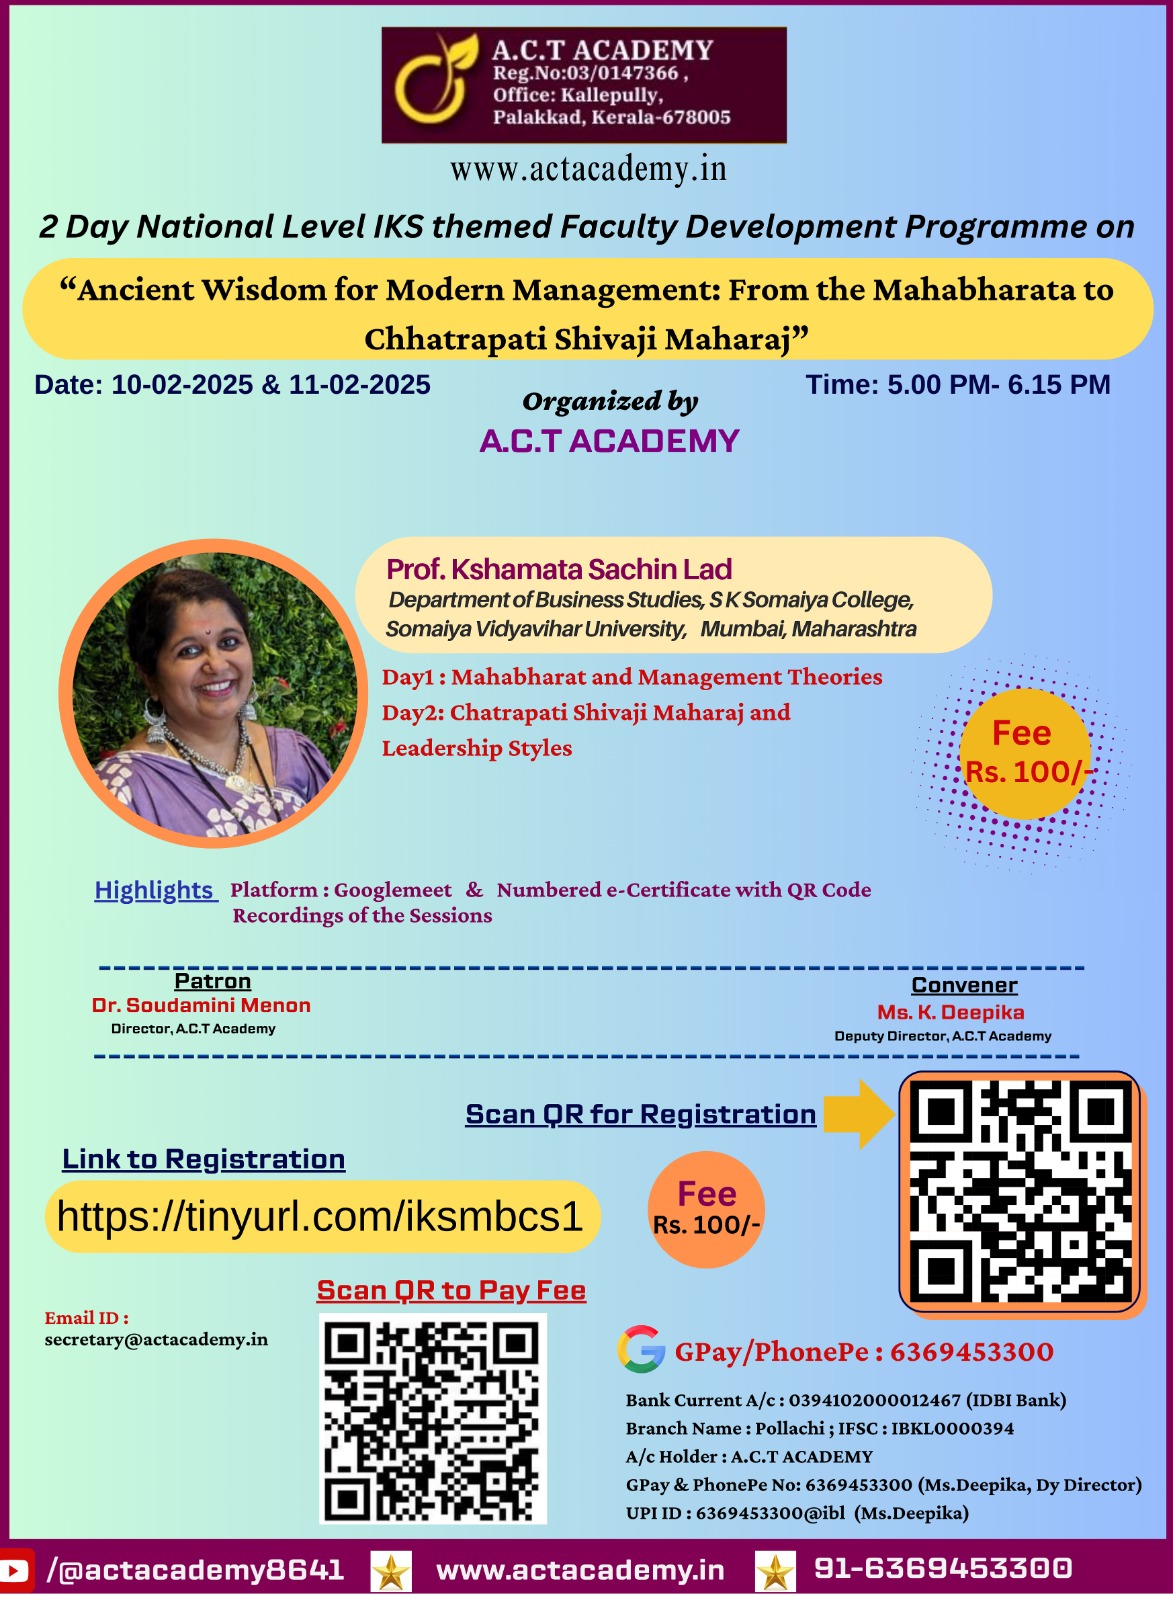 A.C.T ACADEMY
Reg.No:03/0147366 ,
Office: Kallepully,
Palakkad, Kerala-678005
www.actacademy.in
2 Day National Level IKS themed Faculty Development Programme on
“Ancient Wisdom for Modern Management: From the Mahabharata to
Chhatrapati Shivaji Maharaj”
Date: 10-02-2025 & 11-02-2025
Time: 5.00 PM- 6.15 PM
Organized by
A.C.T ACADEMY
Prof. Kshamata Sachin Lad
Department of Business Studies, S K Somaiya College,
Somaiya Vidyavihar University, Mumbai, Maharashtra
Day1 : Mahabharat and Management Theories
Day2: Chatrapati Shivaji Maharaj and
Leadership Styles
Fee
Rs. 100/-
Highlights Platform : Googlemeet & Numbered e-Certificate with QR Code
Recordings of the Sessions
Patron
Dr. Soudamini Menon
Director, A.C.T Academy
Convener
Ms. K. Deepika
Deputy Director, A.C.T Academy
Scan QR for Registration
Link to Registration
https://tinyurl.com/iksmbcs1
Fee
Rs. 100/-
Scan QR to Pay Fee
Email ID :
secretary@actacademy.in
GPay/PhonePe : 6369453300
Bank Current A/c : 0394102000012467 (IDBI Bank)
Branch Name : Pollachi ; IFSC : IBKL0000394
A/c Holder : A.C.T ACADEMY
GPay & PhonePe No: 6369453300 (Ms.Deepika, Dy Director)
UPI ID : 6369453300@ibl (Ms.Deepika)
/@actacademy8641
www.actacademy.in
91-6369453300